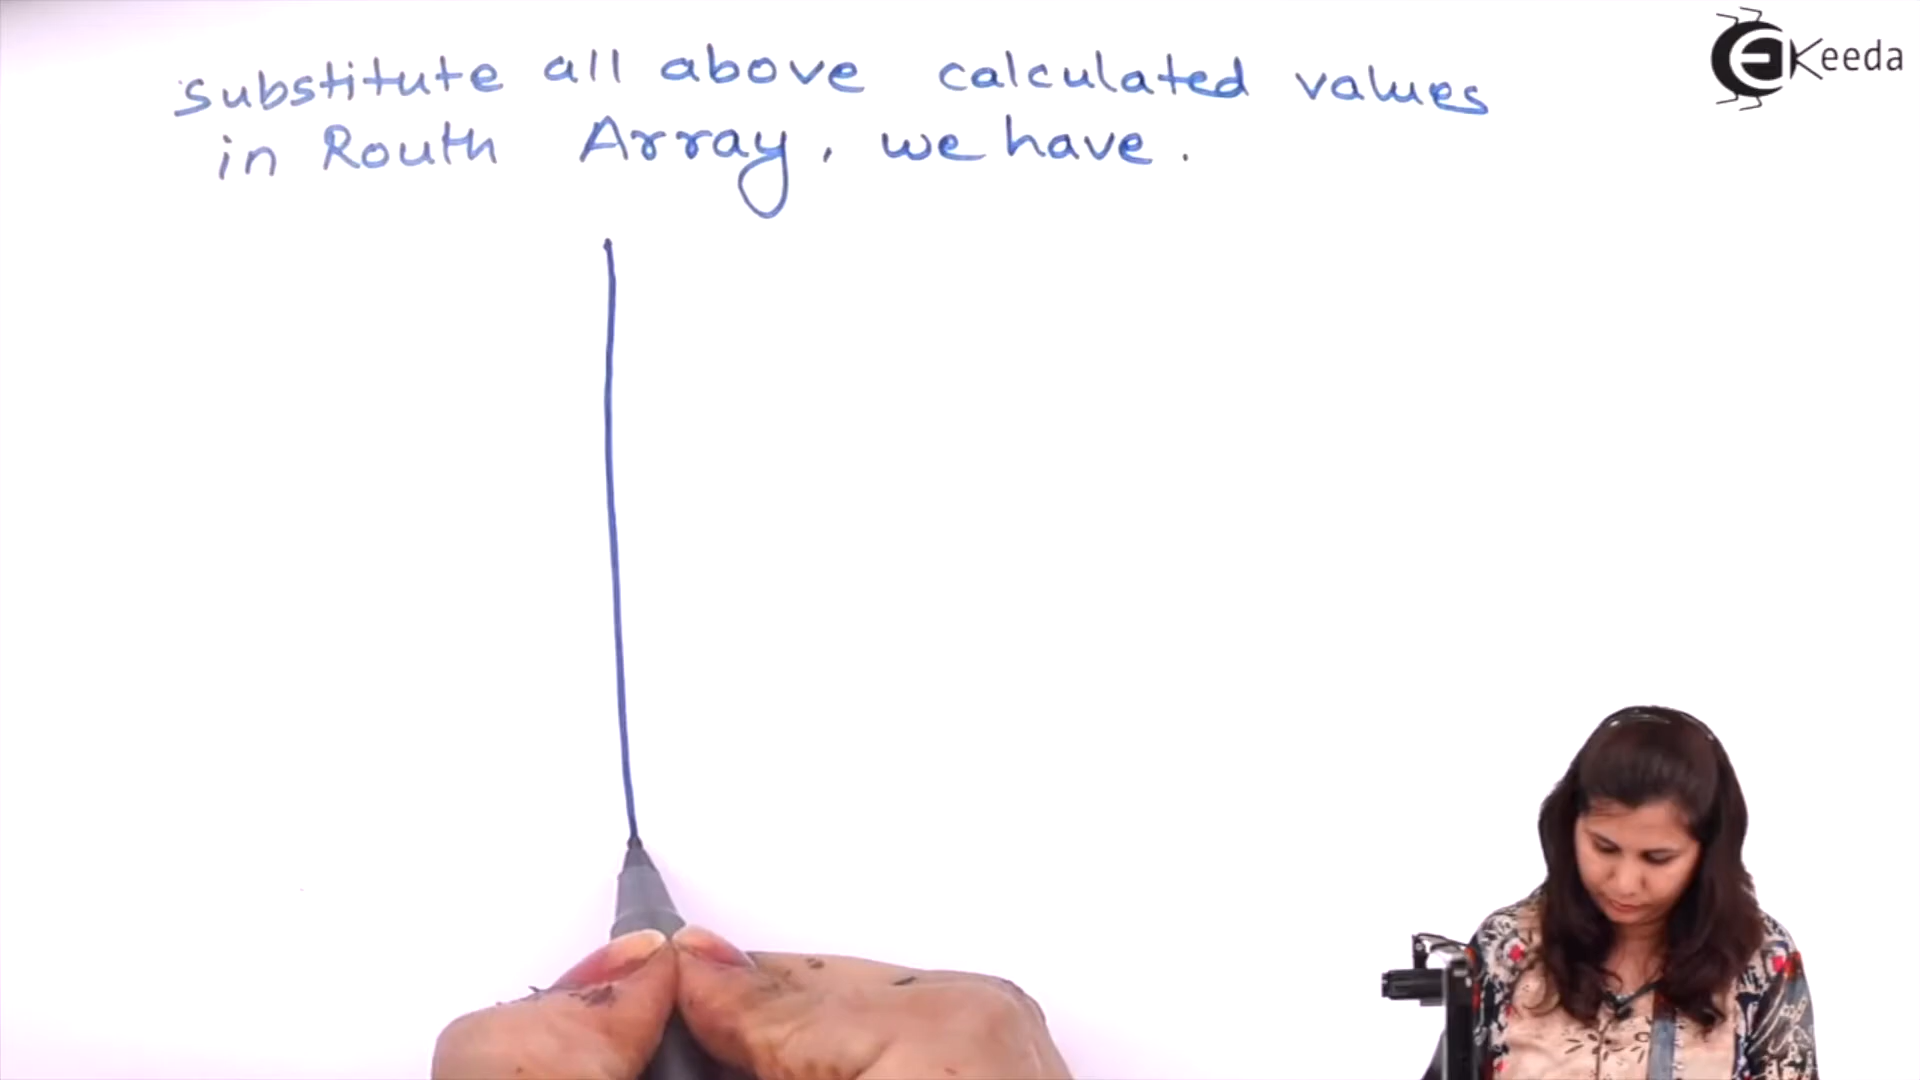 Substitute all above calculated values
in Routh Array, we have.
EKeeda